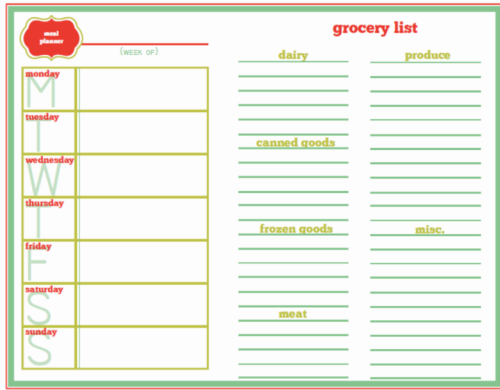 meal
planner
{WEEK OF}
monday
M
tuesday
T
wednesday
W
thursday
T
friday
F
saturday
S
sunday
S
grocery list
dairy
canned goods
frozen goods
meat
produce
misc.